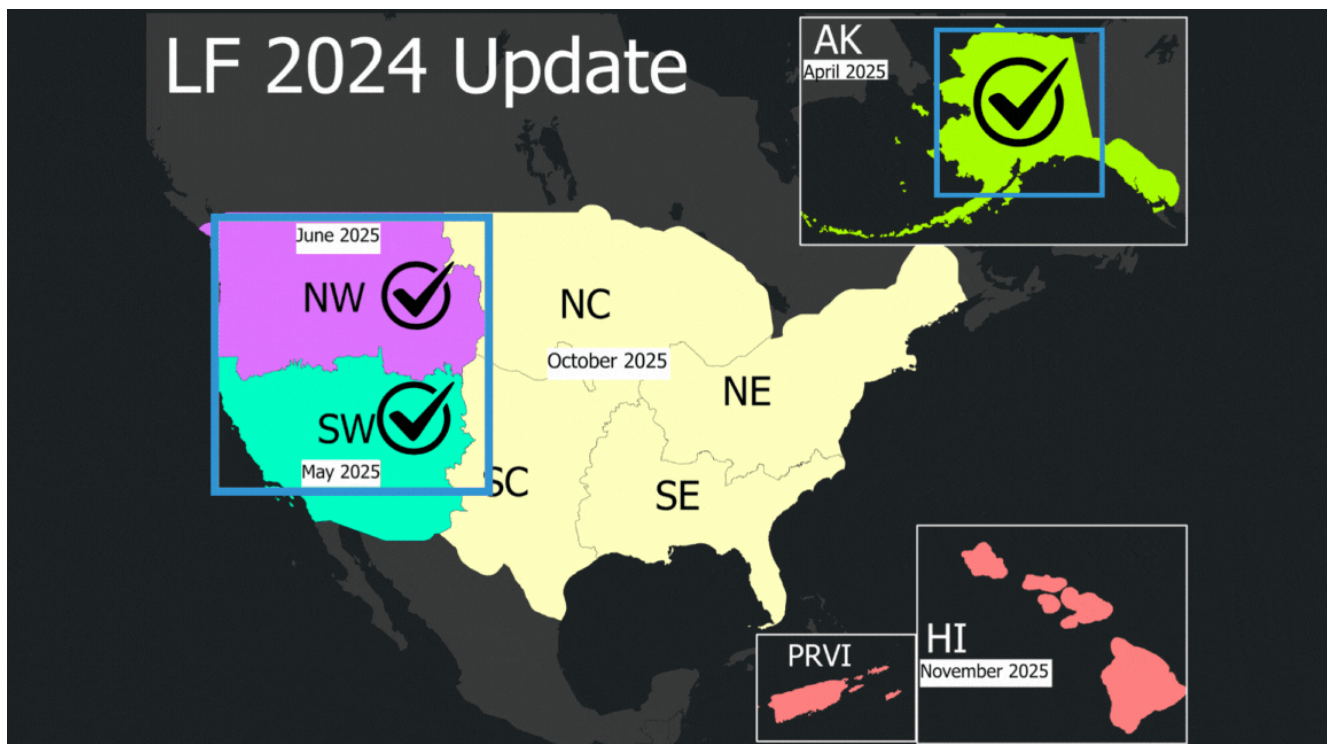 LF 2024 Update
AK
April 2025
June 2025
NW
NC
October 2025
NE
SW
May 2025
SC
SE
HI
November 2025
PRVI